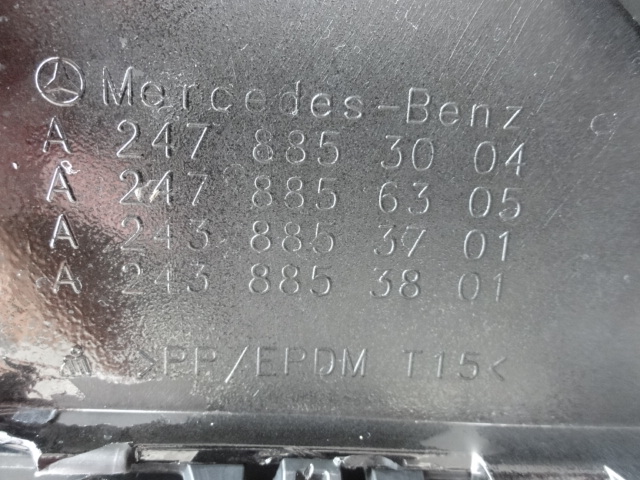 Mercedes-Benz
A 247 885 30 04
A 247 885 63 05
A 243 885 37 01
A 243 885 38 01
>PP/EPDM T15<